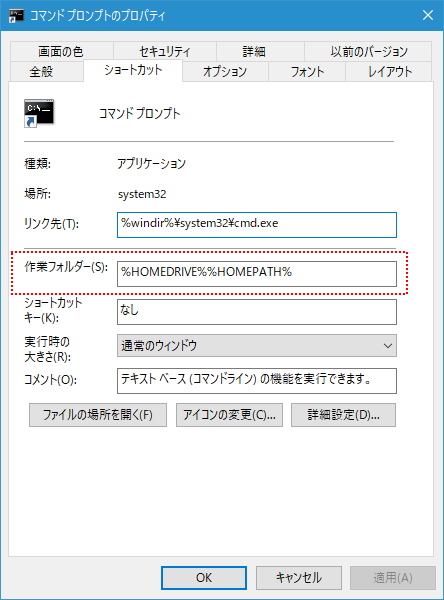 コマンド プロンプトのプロパティ
画面の色 セキュリティ 詳細 以前のバージョン
全般 ショートカット オプション フォント レイアウト
C:\_
コマンド プロンプト
種類: アプリケーション
場所: system32
リンク先(T): %windir%¥system32¥cmd.exe
作業フォルダー(S): %HOMEDRIVE%%HOMEPATH%
ショートカット
キー(K): なし
実行時の
大きさ(R): 通常のウィンドウ
コメント(O): テキスト ベース (コマンドライン) の機能を実行できます。
ファイルの場所を開く(F) アイコンの変更(C)... 詳細設定(D)...
OK キャンセル 適用(A)